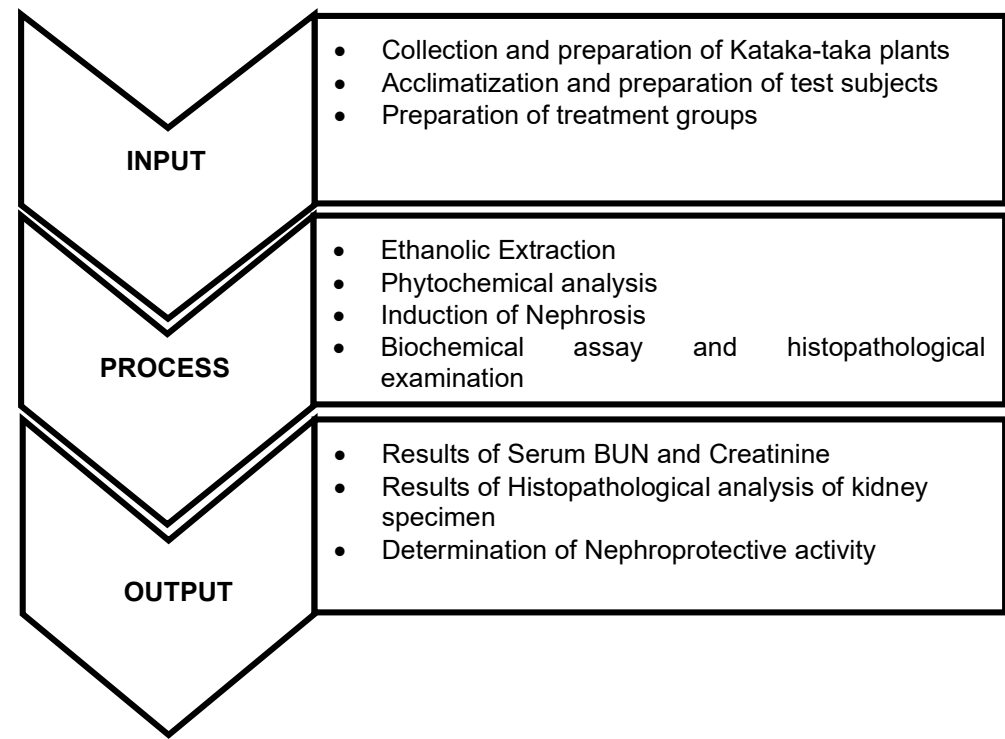 INPUT
• Collection and preparation of Kataka-taka plants
• Acclimatization and preparation of test subjects
• Preparation of treatment groups
PROCESS
• Ethanolic Extraction
• Phytochemical analysis
• Induction of Nephrosis
• Biochemical assay and histopathological
examination
OUTPUT
• Results of Serum BUN and Creatinine
• Results of Histopathological analysis of kidney
specimen
• Determination of Nephroprotective activity